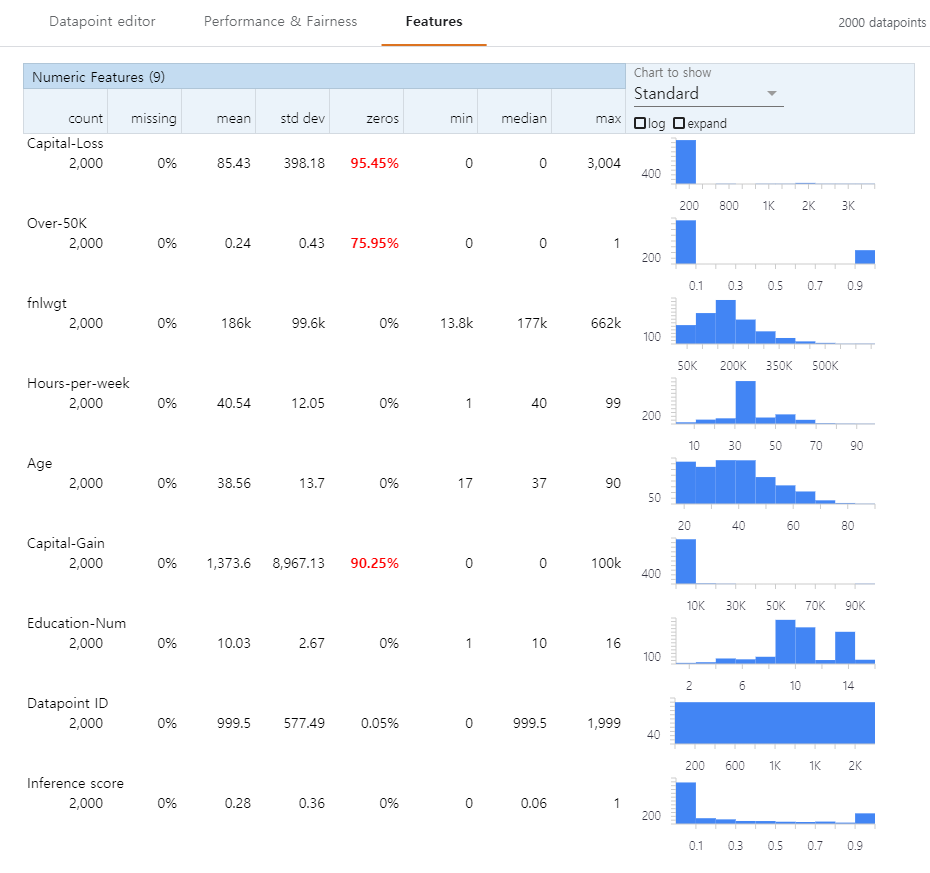 Datapoint editor Performance & Fairness Features 2000 datapoints
Numeric Features (9) Chart to show
Standard
count missing mean std dev zeros min median max log expand
Capital-Loss
2,000 0% 85.43 398.18 95.45% 0 0 3,004 400
200 800 1K 2K 3K
Over-50K
2,000 0% 0.24 0.43 75.95% 0 0 1 200
0.1 0.3 0.5 0.7 0.9
fnlwgt
2,000 0% 186k 99.6k 0% 13.8k 177k 662k 100
50K 200K 350K 500K
Hours-per-week
2,000 0% 40.54 12.05 0% 1 40 99 200
10 30 50 70 90
Age
2,000 0% 38.56 13.7 0% 17 37 90 50
20 40 60 80
Capital-Gain
2,000 0% 1,373.6 8,967.13 90.25% 0 0 100k 400
10K 30K 50K 70K 90K
Education-Num
2,000 0% 10.03 2.67 0% 1 10 16 100
2 6 10 14
Datapoint ID
2,000 0% 999.5 577.49 0.05% 0 999.5 1,999 40
200 600 1K 1K 2K
Inference score
2,000 0% 0.28 0.36 0% 0 0.06 1 200
0.1 0.3 0.5 0.7 0.9